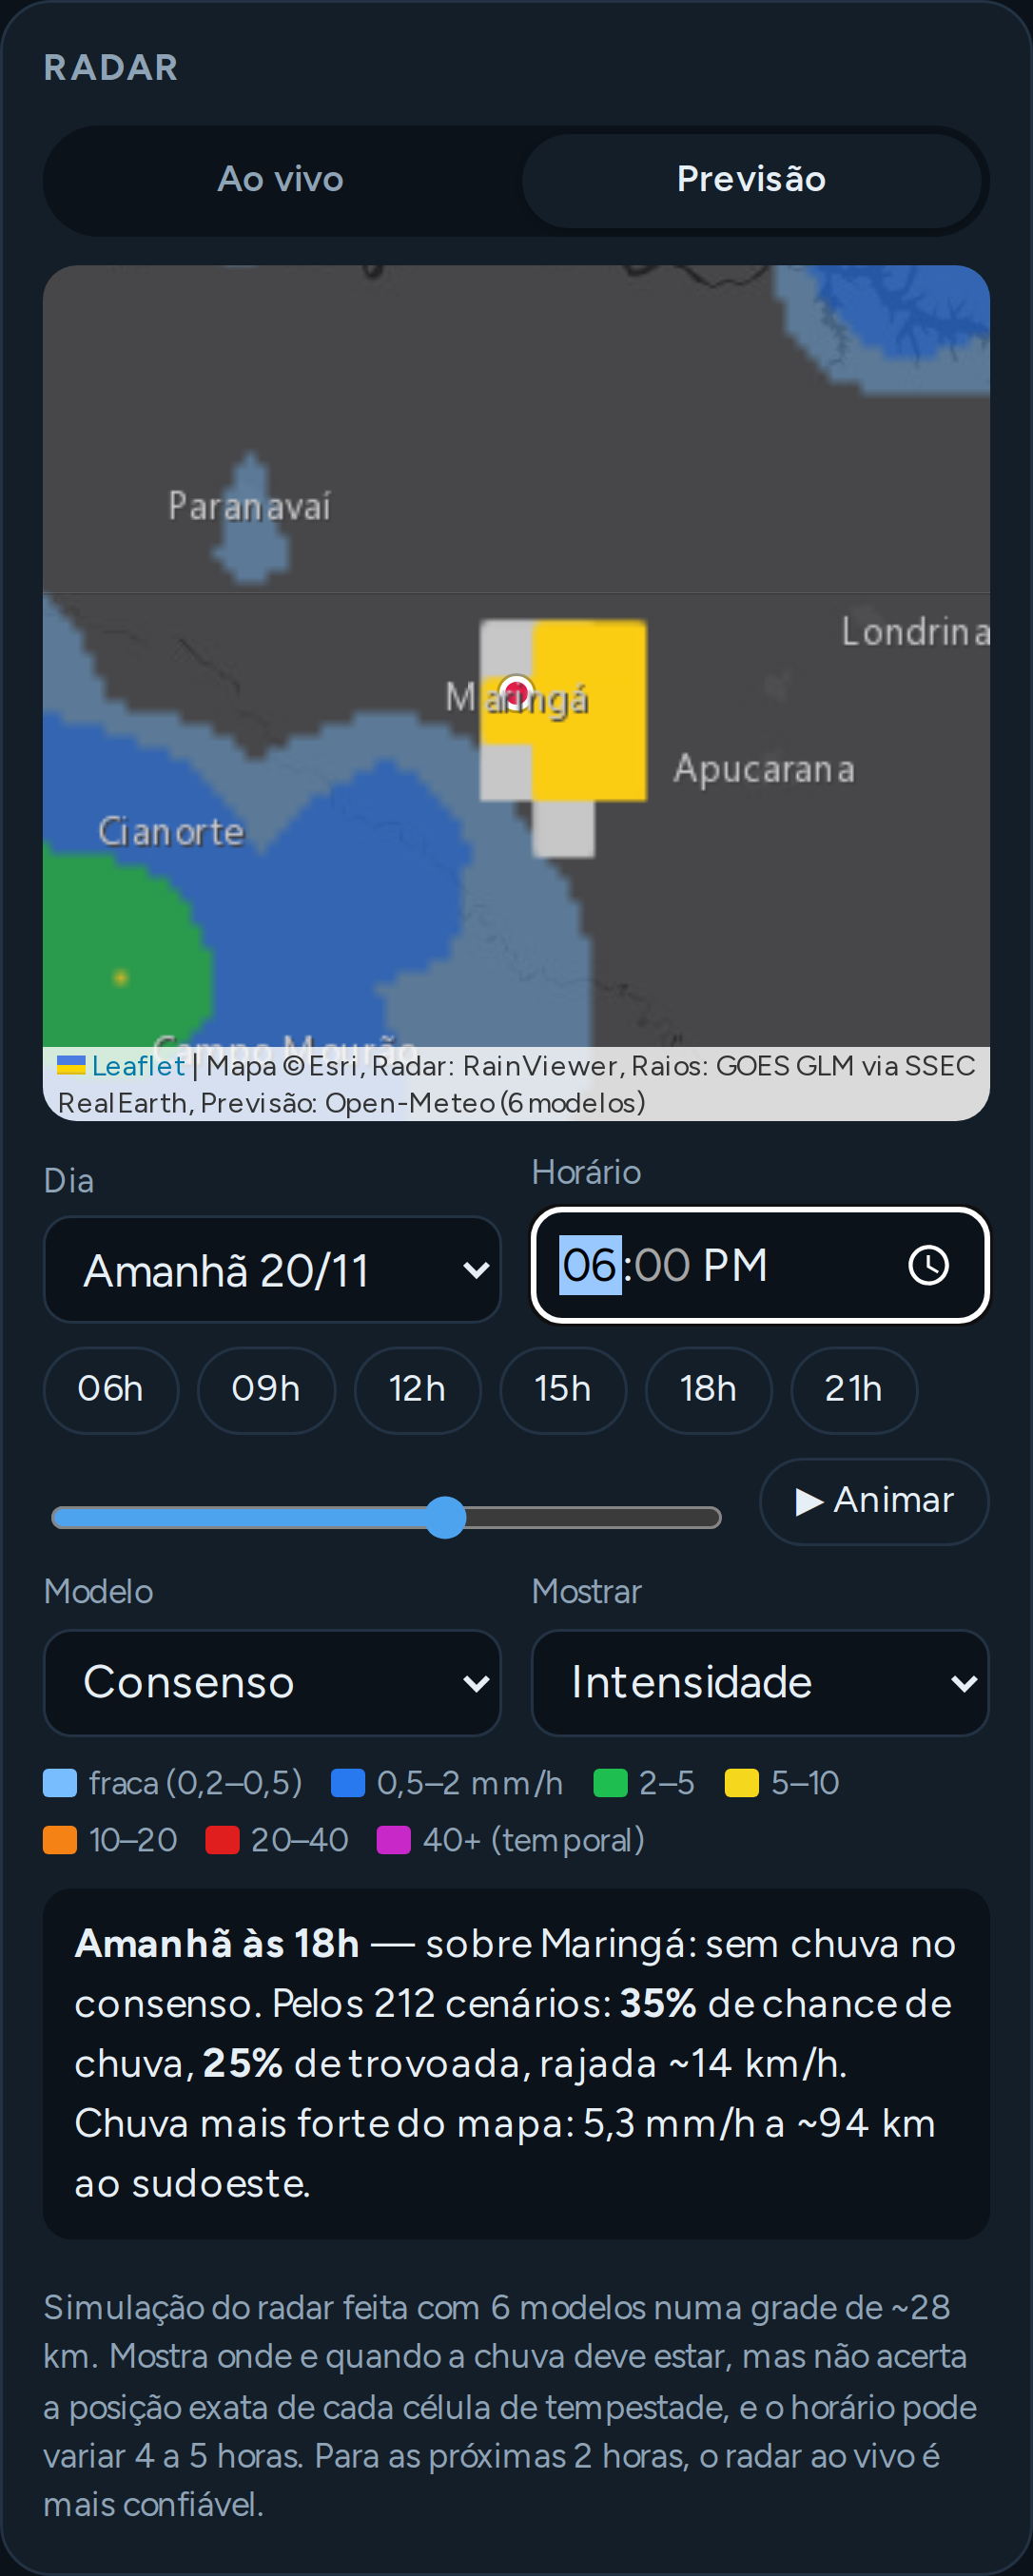 RADAR
Ao vivo
Previsão
Paranavaí
Londrina
Maringá
Apucarana
Cianorte
Campo Mourão
Leaflet | Mapa © Esri, Radar: RainViewer, Raios: GOES GLM via SSEC
RealEarth, Previsão: Open-Meteo (6 modelos)
Dia
Horário
Amanhã 20/11
06:00 PM
06h
09h
12h
15h
18h
21h
▶ Animar
Modelo
Mostrar
Consenso
Intensidade
fraca (0,2–0,5) 0,5–2 mm/h 2–5 5–10
10–20 20–40 40+ (temporal)
Amanhã às 18h — sobre Maringá: sem chuva no
consenso. Pelos 212 cenários: 35% de chance de
chuva, 25% de trovoada, rajada ~14 km/h.
Chuva mais forte do mapa: 5,3 mm/h a ~94 km
ao sudoeste.
Simulação do radar feita com 6 modelos numa grade de ~28
km. Mostra onde e quando a chuva deve estar, mas não acerta
a posição exata de cada célula de tempestade, e o horário pode
variar 4 a 5 horas. Para as próximas 2 horas, o radar ao vivo é
mais confiável.